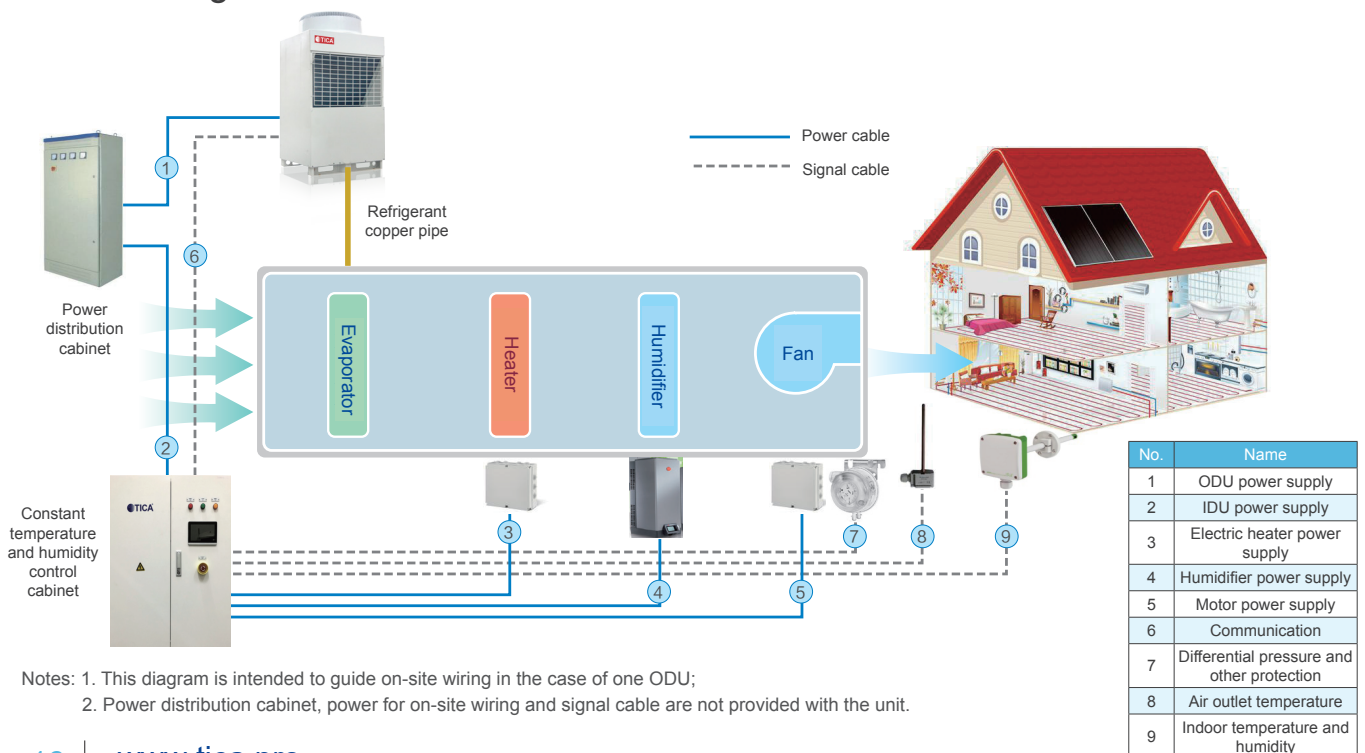 TICA
Power cable
Signal cable
1
Refrigerant
copper pipe
6
Power
distribution
cabinet
Evaporator
Heater
Humidifier
Fan
2
TICA
Constant
temperature
and humidity
control
cabinet
3
4
5
7
8
9
No. Name
1 ODU power supply
2 IDU power supply
3 Electric heater power
supply
4 Humidifier power supply
5 Motor power supply
6 Communication
7 Differential pressure and
other protection
8 Air outlet temperature
9 Indoor temperature and
humidity
Notes: 1. This diagram is intended to guide on-site wiring in the case of one ODU;
2. Power distribution cabinet, power for on-site wiring and signal cable are not provided with the unit.